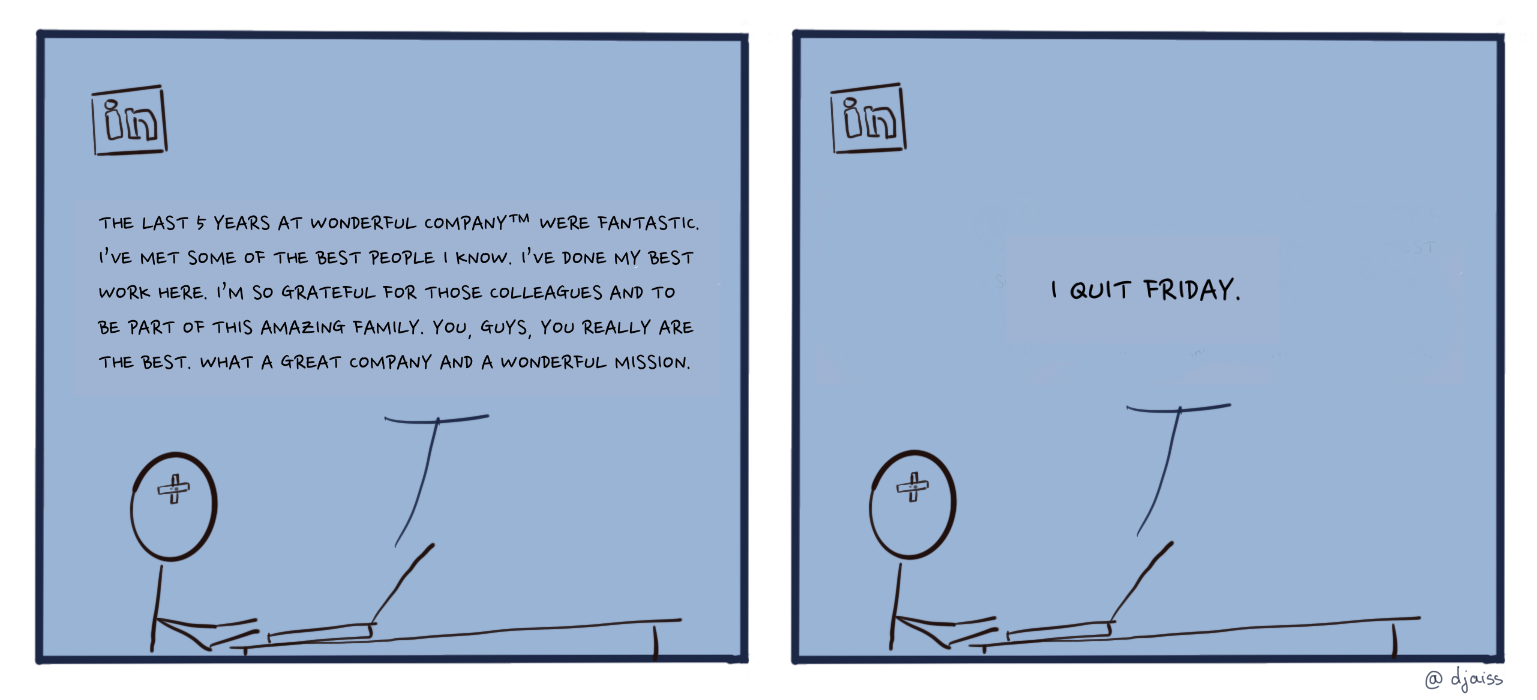 in
THE LAST 5 YEARS AT WONDERFUL COMPANY™ WERE FANTASTIC.
I'VE MET SOME OF THE BEST PEOPLE I KNOW. I'VE DONE MY BEST
WORK HERE. I'M SO GRATEFUL FOR THOSE COLLEAGUES AND TO
BE PART OF THIS AMAZING FAMILY. YOU, GUYS, YOU REALLY ARE
THE BEST. WHAT A GREAT COMPANY AND A WONDERFUL MISSION.
in
I QUIT FRIDAY.
@djaiss